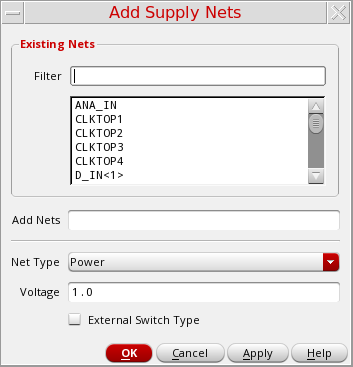 Add Supply Nets
Existing Nets
Filter
ANA_IN
CLKTOP1
CLKTOP2
CLKTOP3
CLKTOP4
D_IN<1>
Add Nets
Net Type Power
Voltage 1.0
External Switch Type
OK Cancel Apply Help